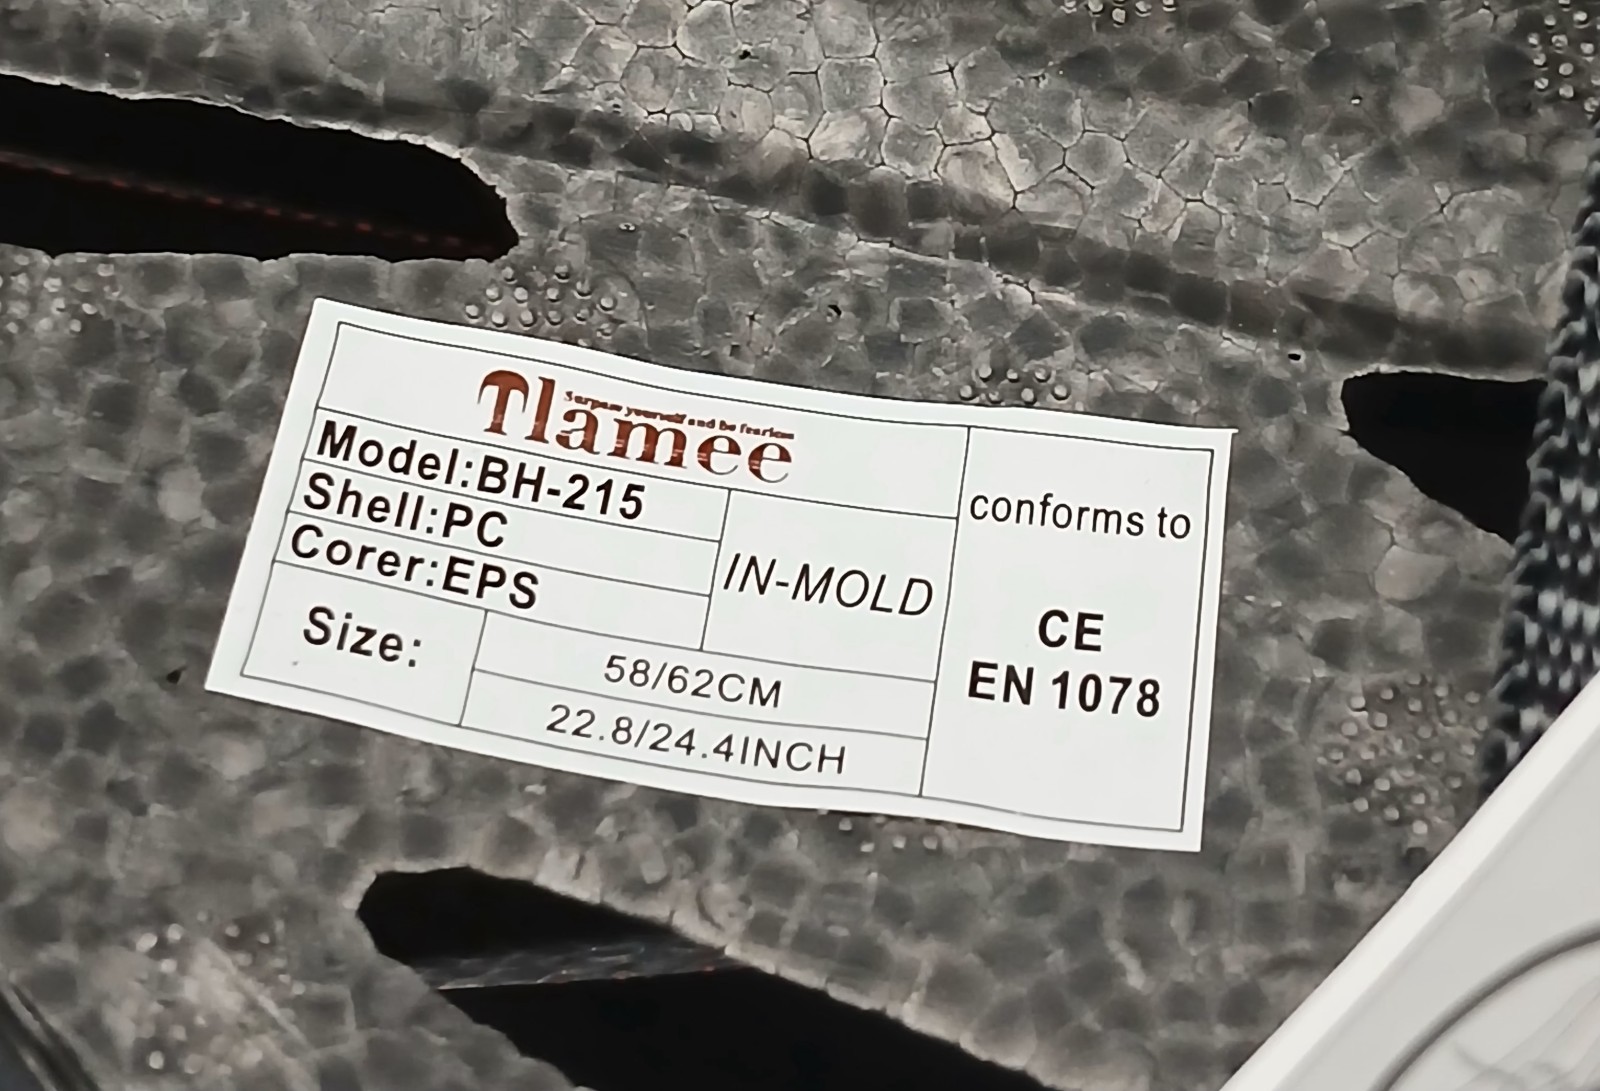 Tlamee
Surpass yourself and be fearless
Model:BH-215
Shell:PC
Corer:EPS
IN-MOLD
Size:
58/62CM
22.8/24.4INCH
conforms to
CE
EN 1078